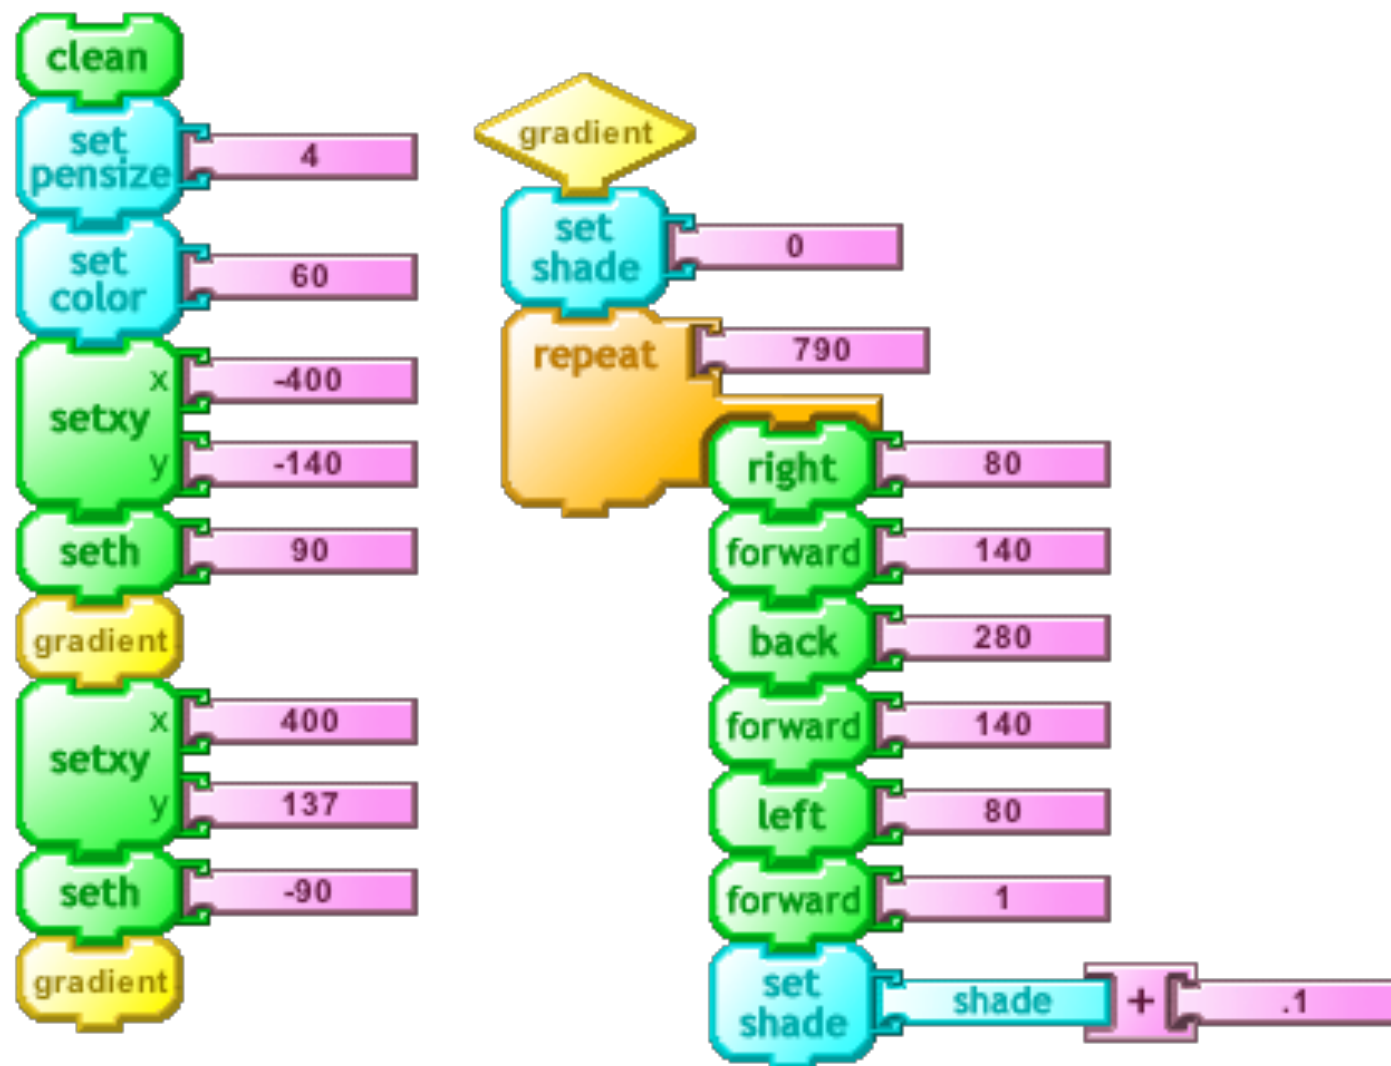 clean
set
pensize
4
set
color
60
setxy
x
-400
y
-140
seth
90
gradient
setxy
x
400
y
137
seth
-90
gradient
gradient
set
shade
0
repeat
790
right
80
forward
140
back
280
forward
140
left
80
forward
1
set
shade
shade
+
.1